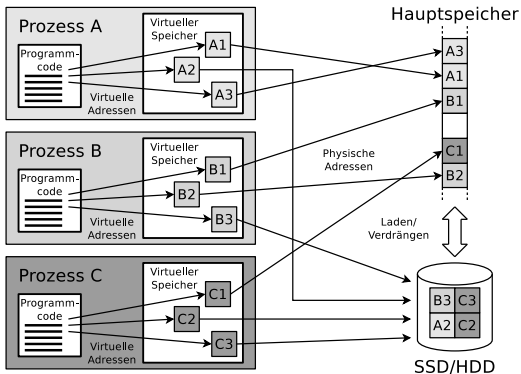 Prozess A
Programm-
code
Virtuelle
Adressen
Virtueller
Speicher
A1
A2
A3
Prozess B
Programm-
code
Virtuelle
Adressen
Virtueller
Speicher
B1
B2
B3
Prozess C
Programm-
code
Virtuelle
Adressen
Virtueller
Speicher
C1
C2
C3
Physische
Adressen
Hauptspeicher
A3
A1
B1
C1
B2
Laden/
Verdrängen
B3 C3
A2 C2
SSD/HDD